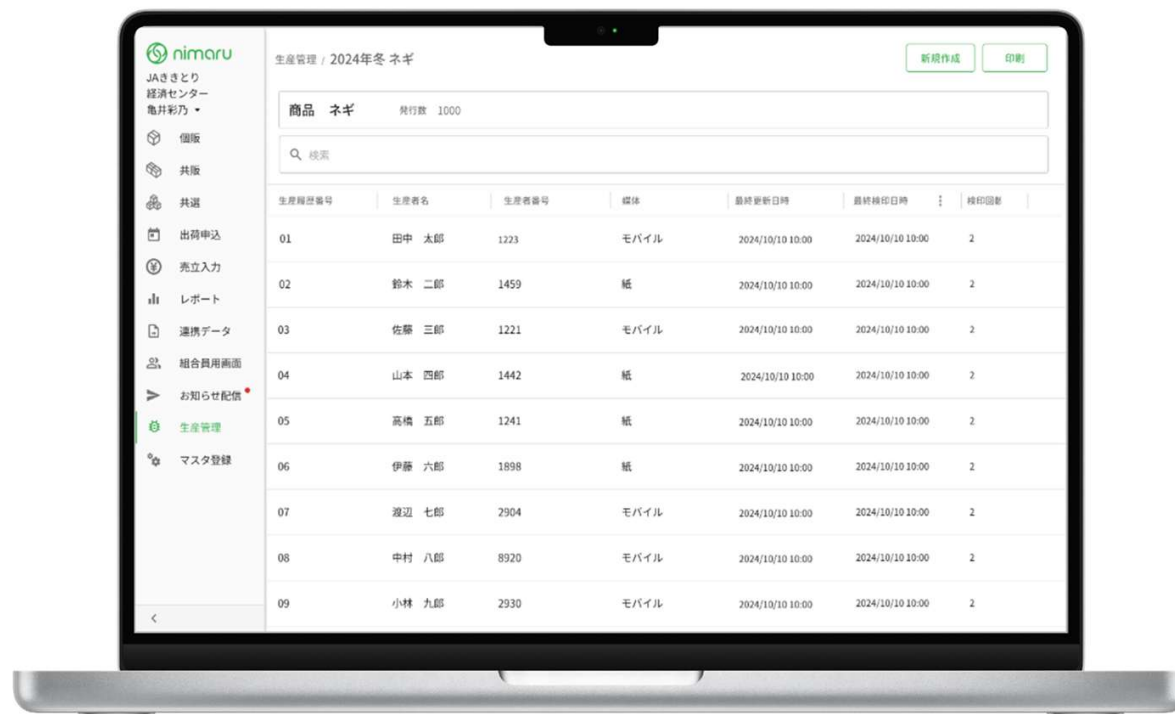 nimaru
JAききとり
経済センター
亀井彩乃
個販
共販
共選
出荷申込
売立入力
レポート
連携データ
組合員用画面
お知らせ配信
生産管理
マスタ登録
生産管理 / 2024年冬 ネギ
新規作成 印刷
商品 ネギ 発行数 1000
検索
生産履歴番号 生産者名 生産者番号 媒体 最終更新日時 最終検印日時 検印回数
01 田中 太郎 1223 モバイル 2024/10/10 10:00 2024/10/10 10:00 2
02 鈴木 二郎 1459 紙 2024/10/10 10:00 2024/10/10 10:00 2
03 佐藤 三郎 1221 モバイル 2024/10/10 10:00 2024/10/10 10:00 2
04 山本 四郎 1442 紙 2024/10/10 10:00 2024/10/10 10:00 2
05 高橋 五郎 1241 紙 2024/10/10 10:00 2024/10/10 10:00 2
06 伊藤 六郎 1898 紙 2024/10/10 10:00 2024/10/10 10:00 2
07 渡辺 七郎 2904 モバイル 2024/10/10 10:00 2024/10/10 10:00 2
08 中村 八郎 8920 モバイル 2024/10/10 10:00 2024/10/10 10:00 2
09 小林 九郎 2930 モバイル 2024/10/10 10:00 2024/10/10 10:00 2